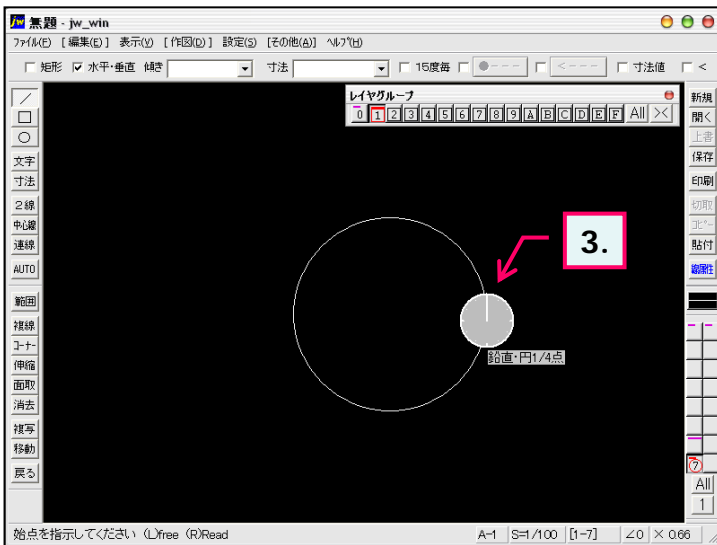 無題 - jw_win
ファイル(F) [編集(E)] 表示(V) [作図(D)] 設定(S) [その他(A)] ヘルプ(H)
矩形 水平・垂直 傾き 寸法 15度毎 ●--- <--- 寸法値 <
レイヤグループ
0 1 2 3 4 5 6 7 8 9 A B C D E F All ×
/
□
○
文字
寸法
2線
中心線
連線
AUTO
範囲
複線
コーナー
伸縮
面取
消去
複写
移動
戻る
3.
鉛直・円1/4点
新規
開く
上書
保存
印刷
切取
コピー
貼付
線属性
7
All
1
始点を指示してください (L)free (R)Read A-1 S=1/100 [1-7] ∠0 × 0.66